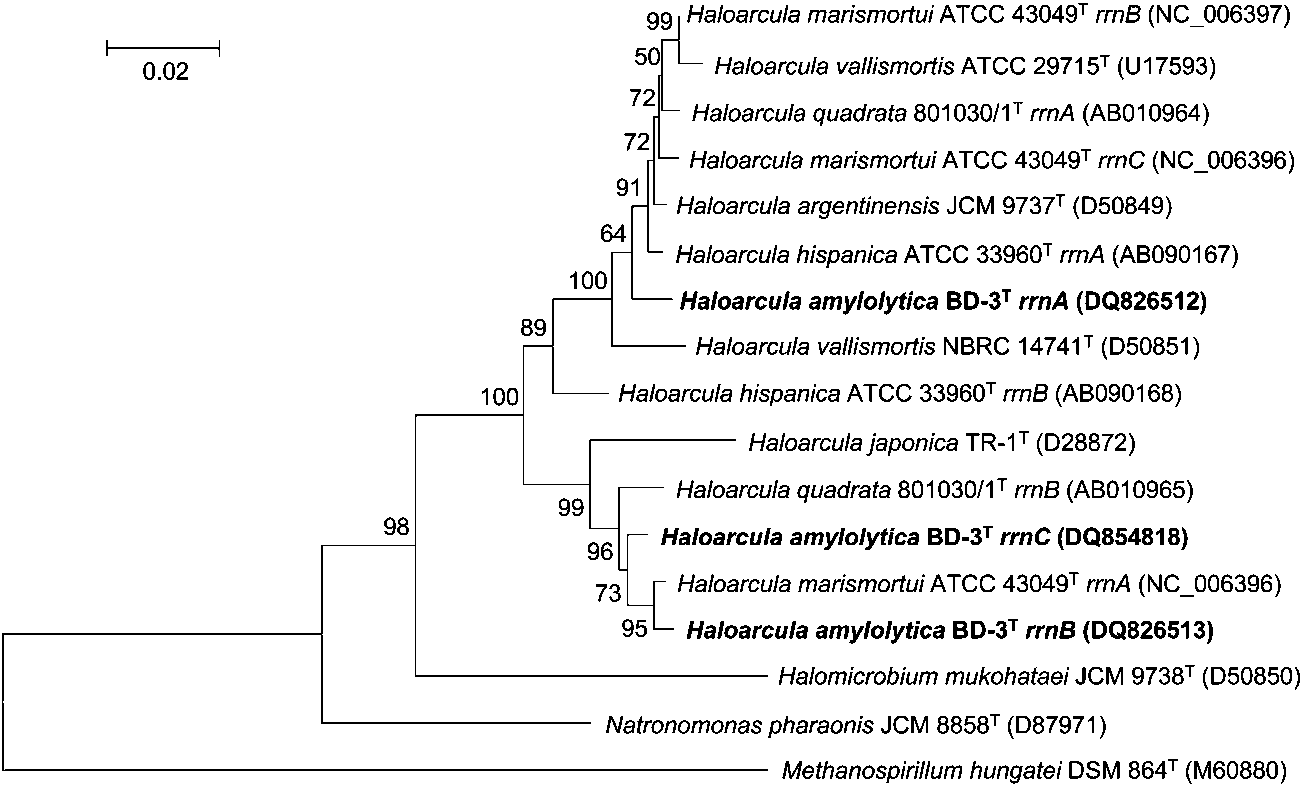 99 Haloarcula marismortui ATCC 43049ᵀ rrnB (NC_006397)
0.02
50 Haloarcula vallismortis ATCC 29715ᵀ (U17593)
72 Haloarcula quadrata 801030/1ᵀ rrnA (AB010964)
72 Haloarcula marismortui ATCC 43049ᵀ rrnC (NC_006396)
91 Haloarcula argentinensis JCM 9737ᵀ (D50849)
64 Haloarcula hispanica ATCC 33960ᵀ rrnA (AB090167)
100 Haloarcula amylolytica BD-3ᵀ rrnA (DQ826512)
89 Haloarcula vallismortis NBRC 14741ᵀ (D50851)
100 Haloarcula hispanica ATCC 33960ᵀ rrnB (AB090168)
Haloarcula japonica TR-1ᵀ (D28872)
Haloarcula quadrata 801030/1ᵀ rrnB (AB010965)
99
98 Haloarcula amylolytica BD-3ᵀ rrnC (DQ854818)
96
Haloarcula marismortui ATCC 43049ᵀ rrnA (NC_006396)
73
95 Haloarcula amylolytica BD-3ᵀ rrnB (DQ826513)
Halomicrobium mukohataei JCM 9738ᵀ (D50850)
Natronomonas pharaonis JCM 8858ᵀ (D87971)
Methanospirillum hungatei DSM 864ᵀ (M60880)